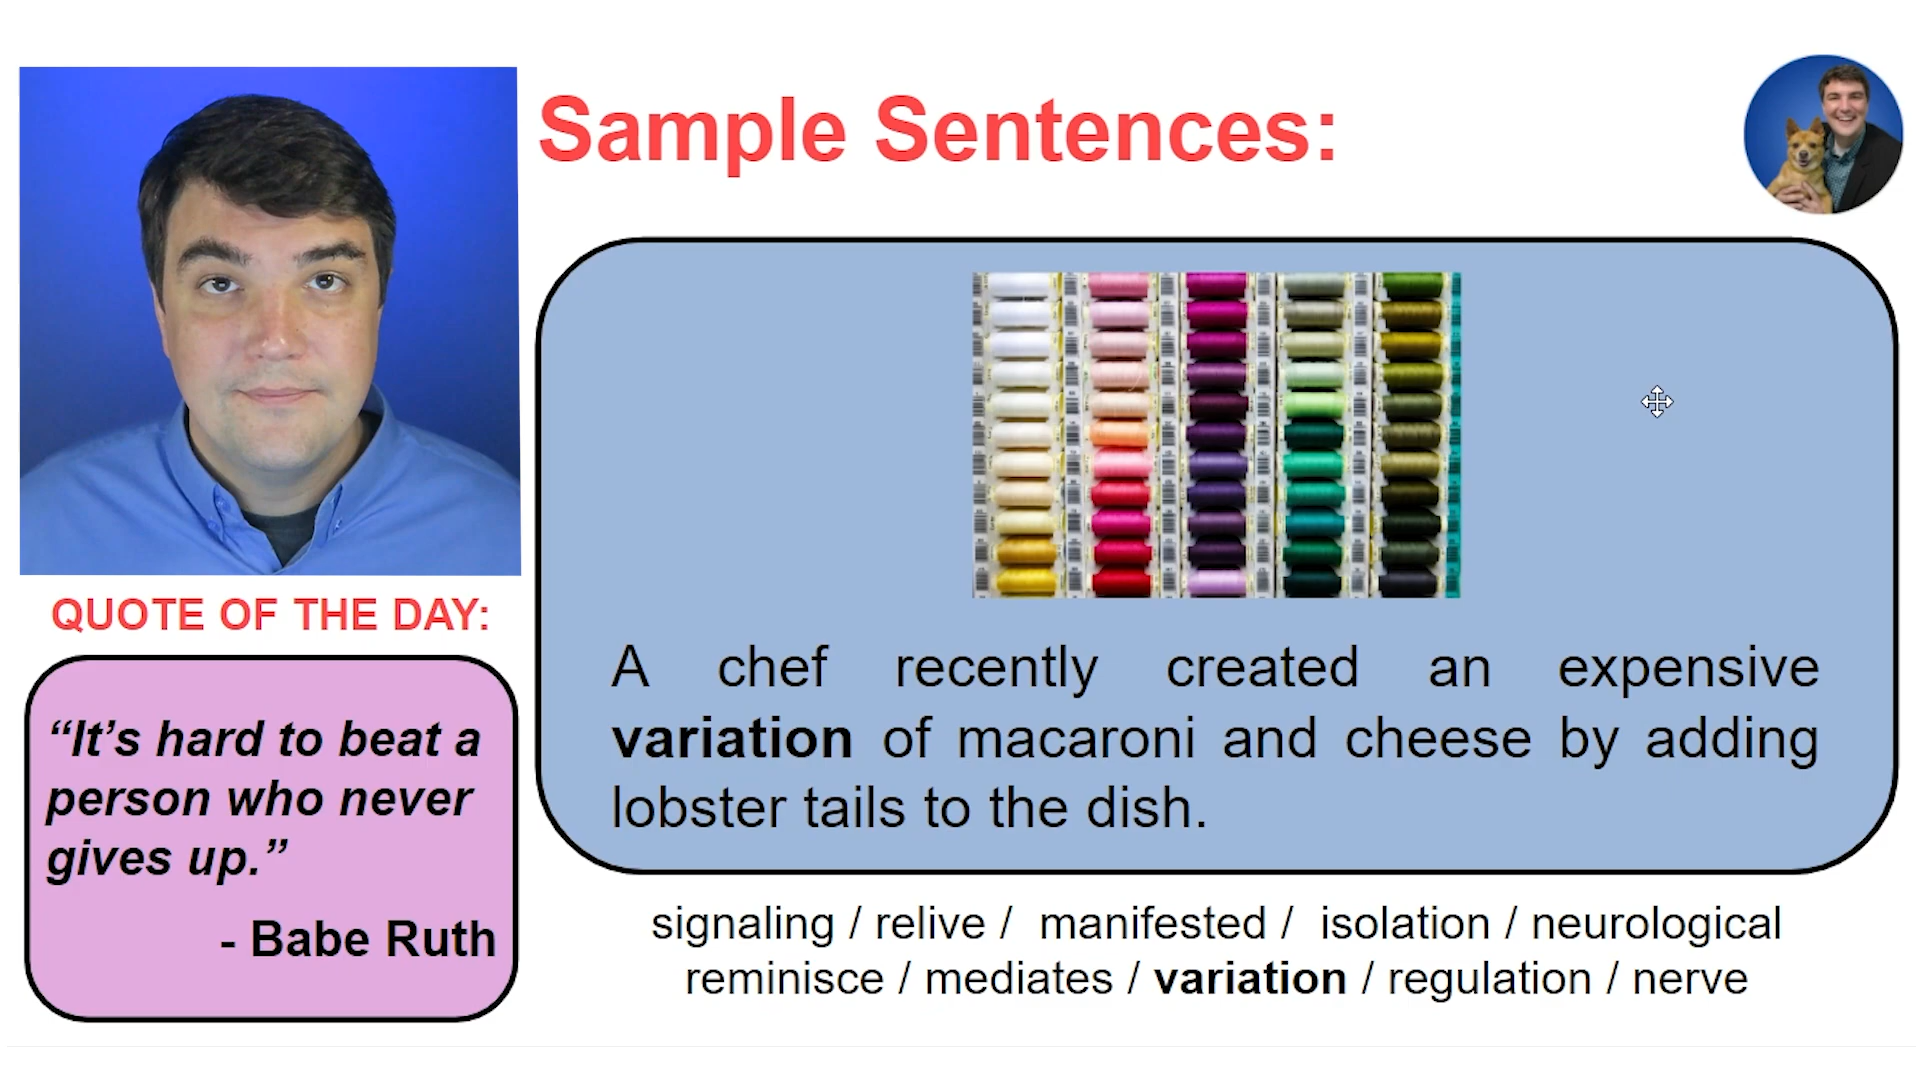 Sample Sentences:
QUOTE OF THE DAY:
“It’s hard to beat a
person who never
gives up.”
- Babe Ruth
A chef recently created an expensive
variation of macaroni and cheese by adding
lobster tails to the dish.
signaling / relive / manifested / isolation / neurological
reminisce / mediates / variation / regulation / nerve